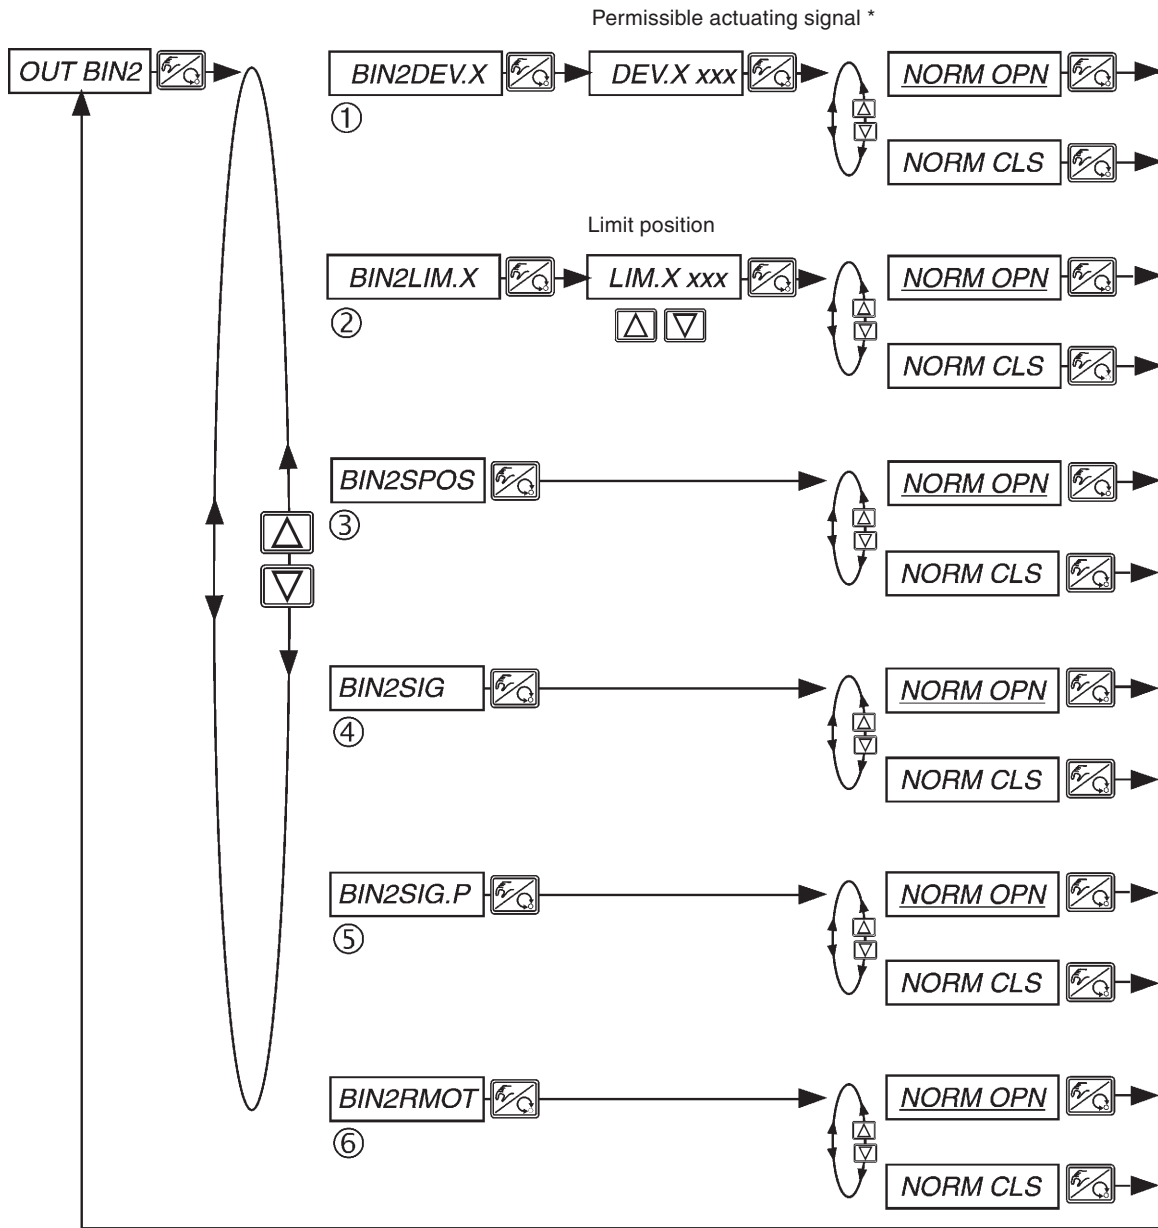 Permissible actuating signal *
OUT BIN2
BIN2DEV.X
DEV.X xxx
NORM OPN
①
NORM CLS
Limit position
BIN2LIM.X
LIM.X xxx
NORM OPN
②
NORM CLS
BIN2SPOS
NORM OPN
③
NORM CLS
BIN2SIG
NORM OPN
④
NORM CLS
BIN2SIG.P
NORM OPN
⑤
NORM CLS
BIN2RMOT
NORM OPN
⑥
NORM CLS